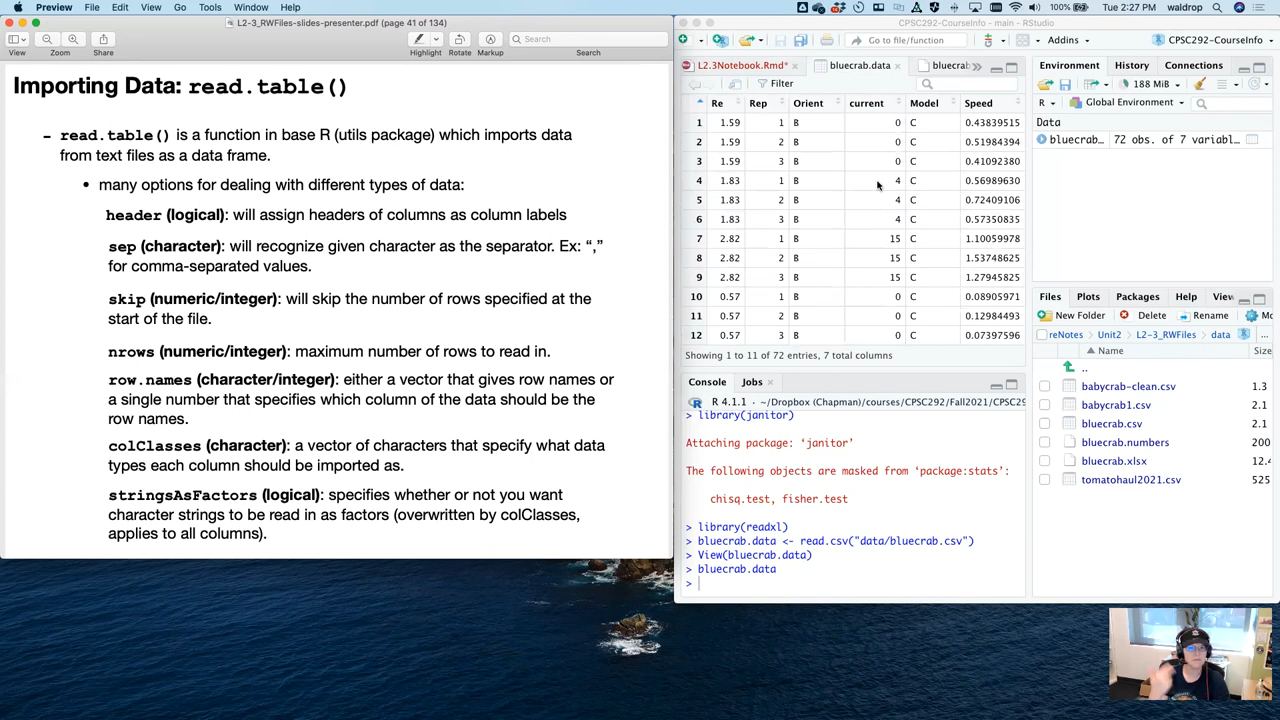 Preview File Edit View Go Tools Window Help
100% Tue 2:27 PM waldrop
L2-3_RWFiles-slides-presenter.pdf (page 41 of 134)
View Zoom Share Highlight Rotate Markup Search
Search
Importing Data: read.table()
- read.table() is a function in base R (utils package) which imports data
from text files as a data frame.
• many options for dealing with different types of data:
header (logical): will assign headers of columns as column labels
sep (character): will recognize given character as the separator. Ex: “,”
for comma-separated values.
skip (numeric/integer): will skip the number of rows specified at the
start of the file.
nrows (numeric/integer): maximum number of rows to read in.
row.names (character/integer): either a vector that gives row names or
a single number that specifies which column of the data should be the
row names.
colClasses (character): a vector of characters that specify what data
types each column should be imported as.
stringsAsFactors (logical): specifies whether or not you want
character strings to be read in as factors (overwritten by colClasses,
applies to all columns).
CPSC292-CourseInfo - main - RStudio
Go to file/function Addins CPSC292-CourseInfo
L2.3Notebook.Rmd* bluecrab.data bluecrab
Filter
Re Rep Orient current Model Speed
1 1.59 1 B 0 C 0.43839515
2 1.59 2 B 0 C 0.51984394
3 1.59 3 B 0 C 0.41092380
4 1.83 1 B 4 C 0.56989630
5 1.83 2 B 4 C 0.72409106
6 1.83 3 B 4 C 0.57350835
7 2.82 1 B 15 C 1.10059978
8 2.82 2 B 15 C 1.53748625
9 2.82 3 B 15 C 1.27945825
10 0.57 1 B 0 C 0.08905971
11 0.57 2 B 0 C 0.12984493
12 0.57 3 B 0 C 0.07397596
Showing 1 to 11 of 72 entries, 7 total columns
Console Jobs
R 4.1.1 · ~/Dropbox (Chapman)/courses/CPSC292/Fall2021/CPSC29
> library(janitor)
Attaching package: ‘janitor’
The following objects are masked from ‘package:stats’:
chisq.test, fisher.test
> library(readxl)
> bluecrab.data <- read.csv("data/bluecrab.csv")
> View(bluecrab.data)
> bluecrab.data
>
Environment History Connections
188 MiB
R Global Environment
Data
bluecrab… 72 obs. of 7 variabl…
Files Plots Packages Help View
New Folder Delete Rename Mo
reNotes Unit2 L2-3_RWFiles data
Name Size
..
babycrab-clean.csv 1.3
babycrab1.csv 2.1
bluecrab.csv 2.1
bluecrab.numbers 200
bluecrab.xlsx 12.4
tomatohaul2021.csv 525